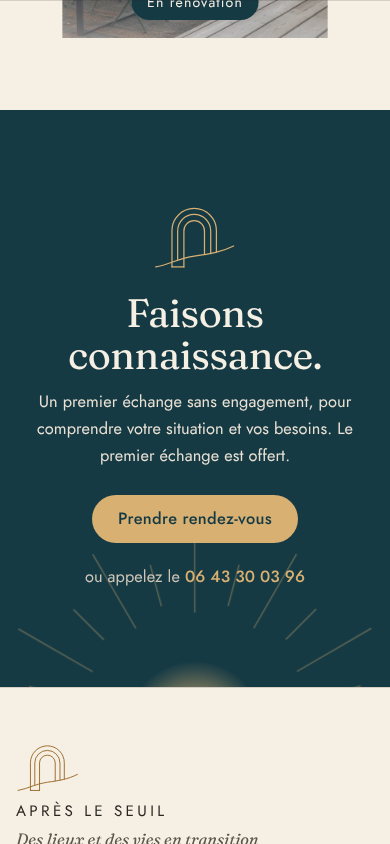 En rénovation
Faisons
connaissance.
Un premier échange sans engagement, pour
comprendre votre situation et vos besoins. Le
premier échange est offert.
Prendre rendez-vous
ou appelez le 06 43 30 03 96
APRÈS LE SEUIL
Des lieux et des vies en transition